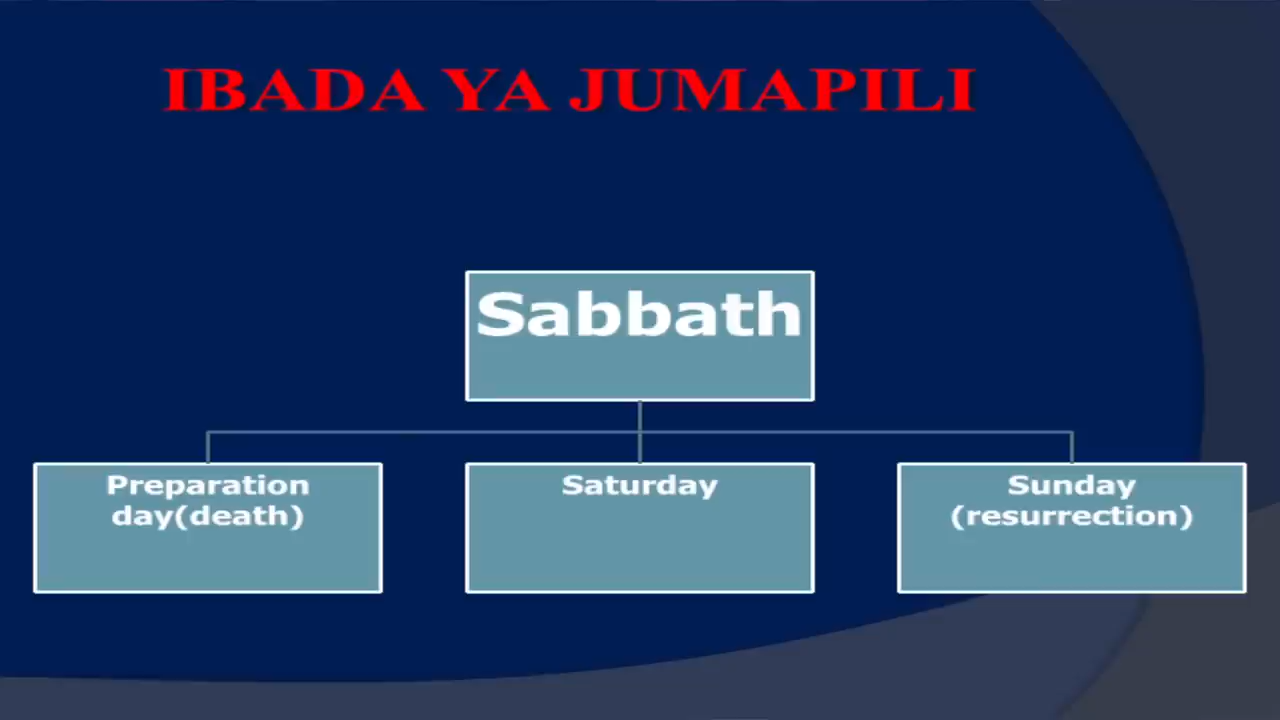 IBADA YA JUMAPILI
Sabbath
Preparation
day(death)
Saturday
Sunday
(resurrection)